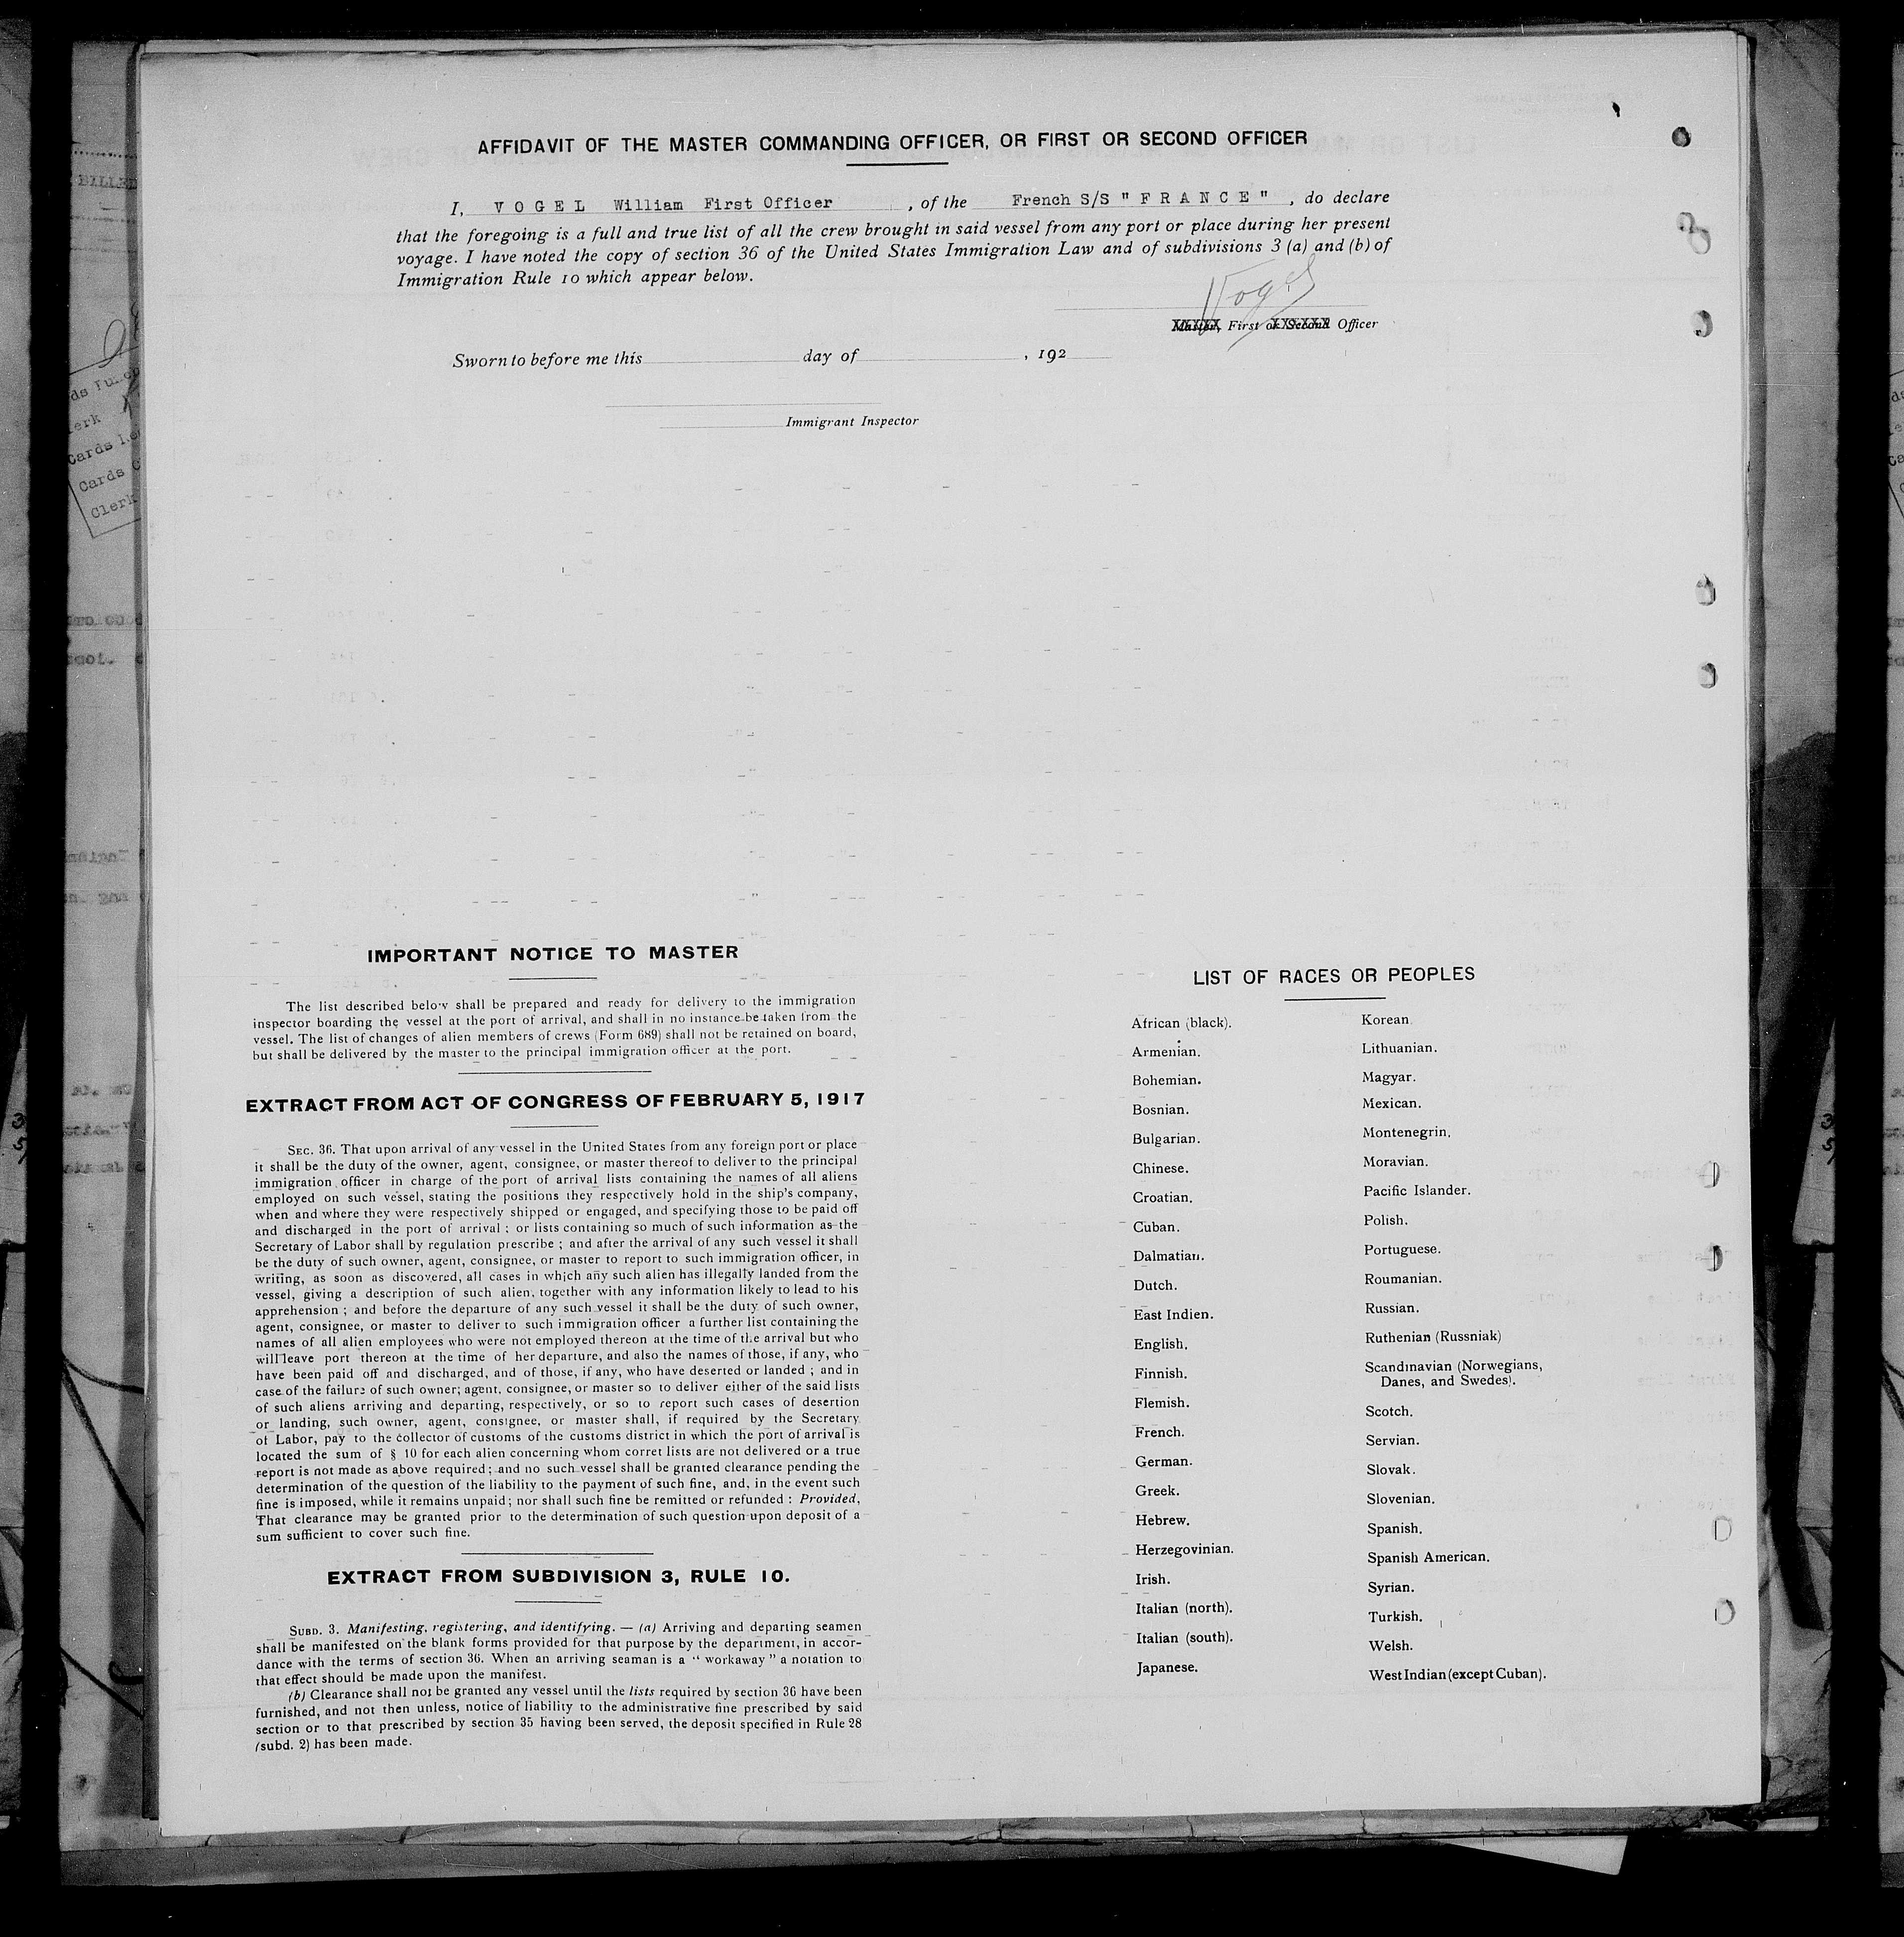 AFFIDAVIT OF THE MASTER COMMANDING OFFICER, OR FIRST OR SECOND OFFICER
I, V O G E L William First Officer , of the French S/S " F R A N C E " , do declare
that the foregoing is a full and true list of all the crew brought in said vessel from any port or place during her present
voyage. I have noted the copy of section 36 of the United States Immigration Law and of subdivisions 3 (a) and (b) of
Immigration Rule 10 which appear below.
Vogel
Master, First or Second Officer
Sworn to before me this day of , 192
Immigrant Inspector
IMPORTANT NOTICE TO MASTER
The list described below shall be prepared and ready for delivery to the immigration
inspector boarding the vessel at the port of arrival, and shall in no instance be taken from the
vessel. The list of changes of alien members of crews (Form 689) shall not be retained on board,
but shall be delivered by the master to the principal immigration officer at the port.
EXTRACT FROM ACT OF CONGRESS OF FEBRUARY 5, 1917
SEC. 36. That upon arrival of any vessel in the United States from any foreign port or place
it shall be the duty of the owner, agent, consignee, or master thereof to deliver to the principal
immigration officer in charge of the port of arrival lists containing the names of all aliens
employed on such vessel, stating the positions they respectively hold in the ship's company,
when and where they were respectively shipped or engaged, and specifying those to be paid off
and discharged in the port of arrival ; or lists containing so much of such information as the
Secretary of Labor shall by regulation prescribe ; and after the arrival of any such vessel it shall
be the duty of such owner, agent, consignee, or master to report to such immigration officer, in
writing, as soon as discovered, all cases in which any such alien has illegally landed from the
vessel, giving a description of such alien, together with any information likely to lead to his
apprehension ; and before the departure of any such vessel it shall be the duty of such owner,
agent, consignee, or master to deliver to such immigration officer a further list containing the
names of all alien employees who were not employed thereon at the time of the arrival but who
will leave port thereon at the time of her departure, and also the names of those, if any, who
have been paid off and discharged, and of those, if any, who have deserted or landed ; and in
case of the failure of such owner; agent, consignee, or master so to deliver either of the said lists
of such aliens arriving and departing, respectively, or so to report such cases of desertion
or landing, such owner, agent, consignee, or master shall, if required by the Secretary
of Labor, pay to the collector of customs of the customs district in which the port of arrival is
located the sum of § 10 for each alien concerning whom corret lists are not delivered or a true
report is not made as above required ; and no such vessel shall be granted clearance pending the
determination of the question of the liability to the payment of such fine, and, in the event such
fine is imposed, while it remains unpaid ; nor shall such fine be remitted or refunded : Provided,
That clearance may be granted prior to the determination of such question upon deposit of a
sum sufficient to cover such fine.
EXTRACT FROM SUBDIVISION 3, RULE 10.
SUBD. 3. Manifesting, registering, and identifying. — (a) Arriving and departing seamen
shall be manifested on the blank forms provided for that purpose by the department, in accor-
dance with the terms of section 36. When an arriving seaman is a “ workaway ” a notation to
that effect should be made upon the manifest.
(b) Clearance shall not be granted any vessel until the lists required by section 36 have been
furnished, and not then unless, notice of liability to the administrative fine prescribed by said
section or to that prescribed by section 35 having been served, the deposit specified in Rule 28
(subd. 2) has been made.
LIST OF RACES OR PEOPLES
African (black).
Armenian.
Bohemian.
Bosnian.
Bulgarian.
Chinese.
Croatian.
Cuban.
Dalmatian.
Dutch.
East Indien.
English.
Finnish.
Flemish.
French.
German.
Greek.
Hebrew.
Herzegovinian.
Irish.
Italian (north).
Italian (south).
Japanese.
Korean
Lithuanian.
Magyar.
Mexican.
Montenegrin.
Moravian.
Pacific Islander.
Polish.
Portuguese.
Roumanian.
Russian.
Ruthenian (Russniak)
Scandinavian (Norwegians,
Danes, and Swedes).
Scotch.
Servian.
Slovak.
Slovenian.
Spanish.
Spanish American.
Syrian.
Turkish.
Welsh.
West Indian (except Cuban).